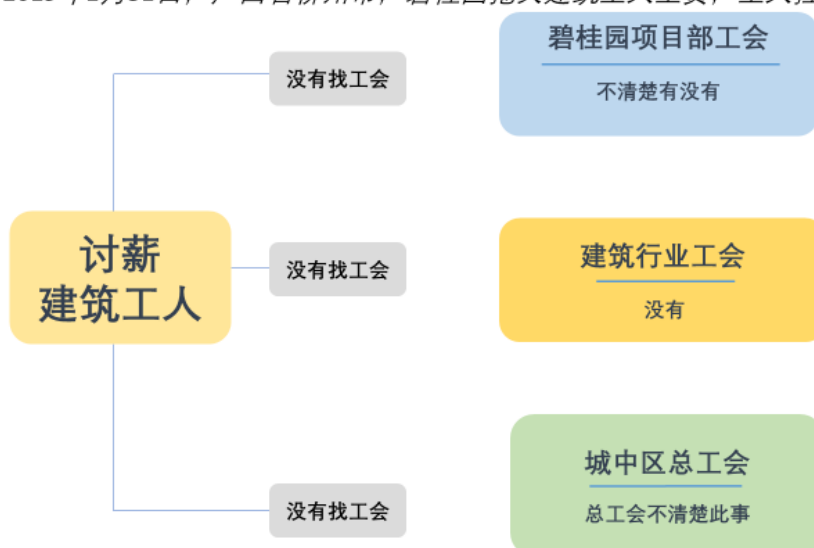 碧桂园项目部工会
没有找工会
不清楚有没有
讨薪
建筑工人
没有找工会
建筑行业工会
没有
城中区总工会
没有找工会
总工会不清楚此事